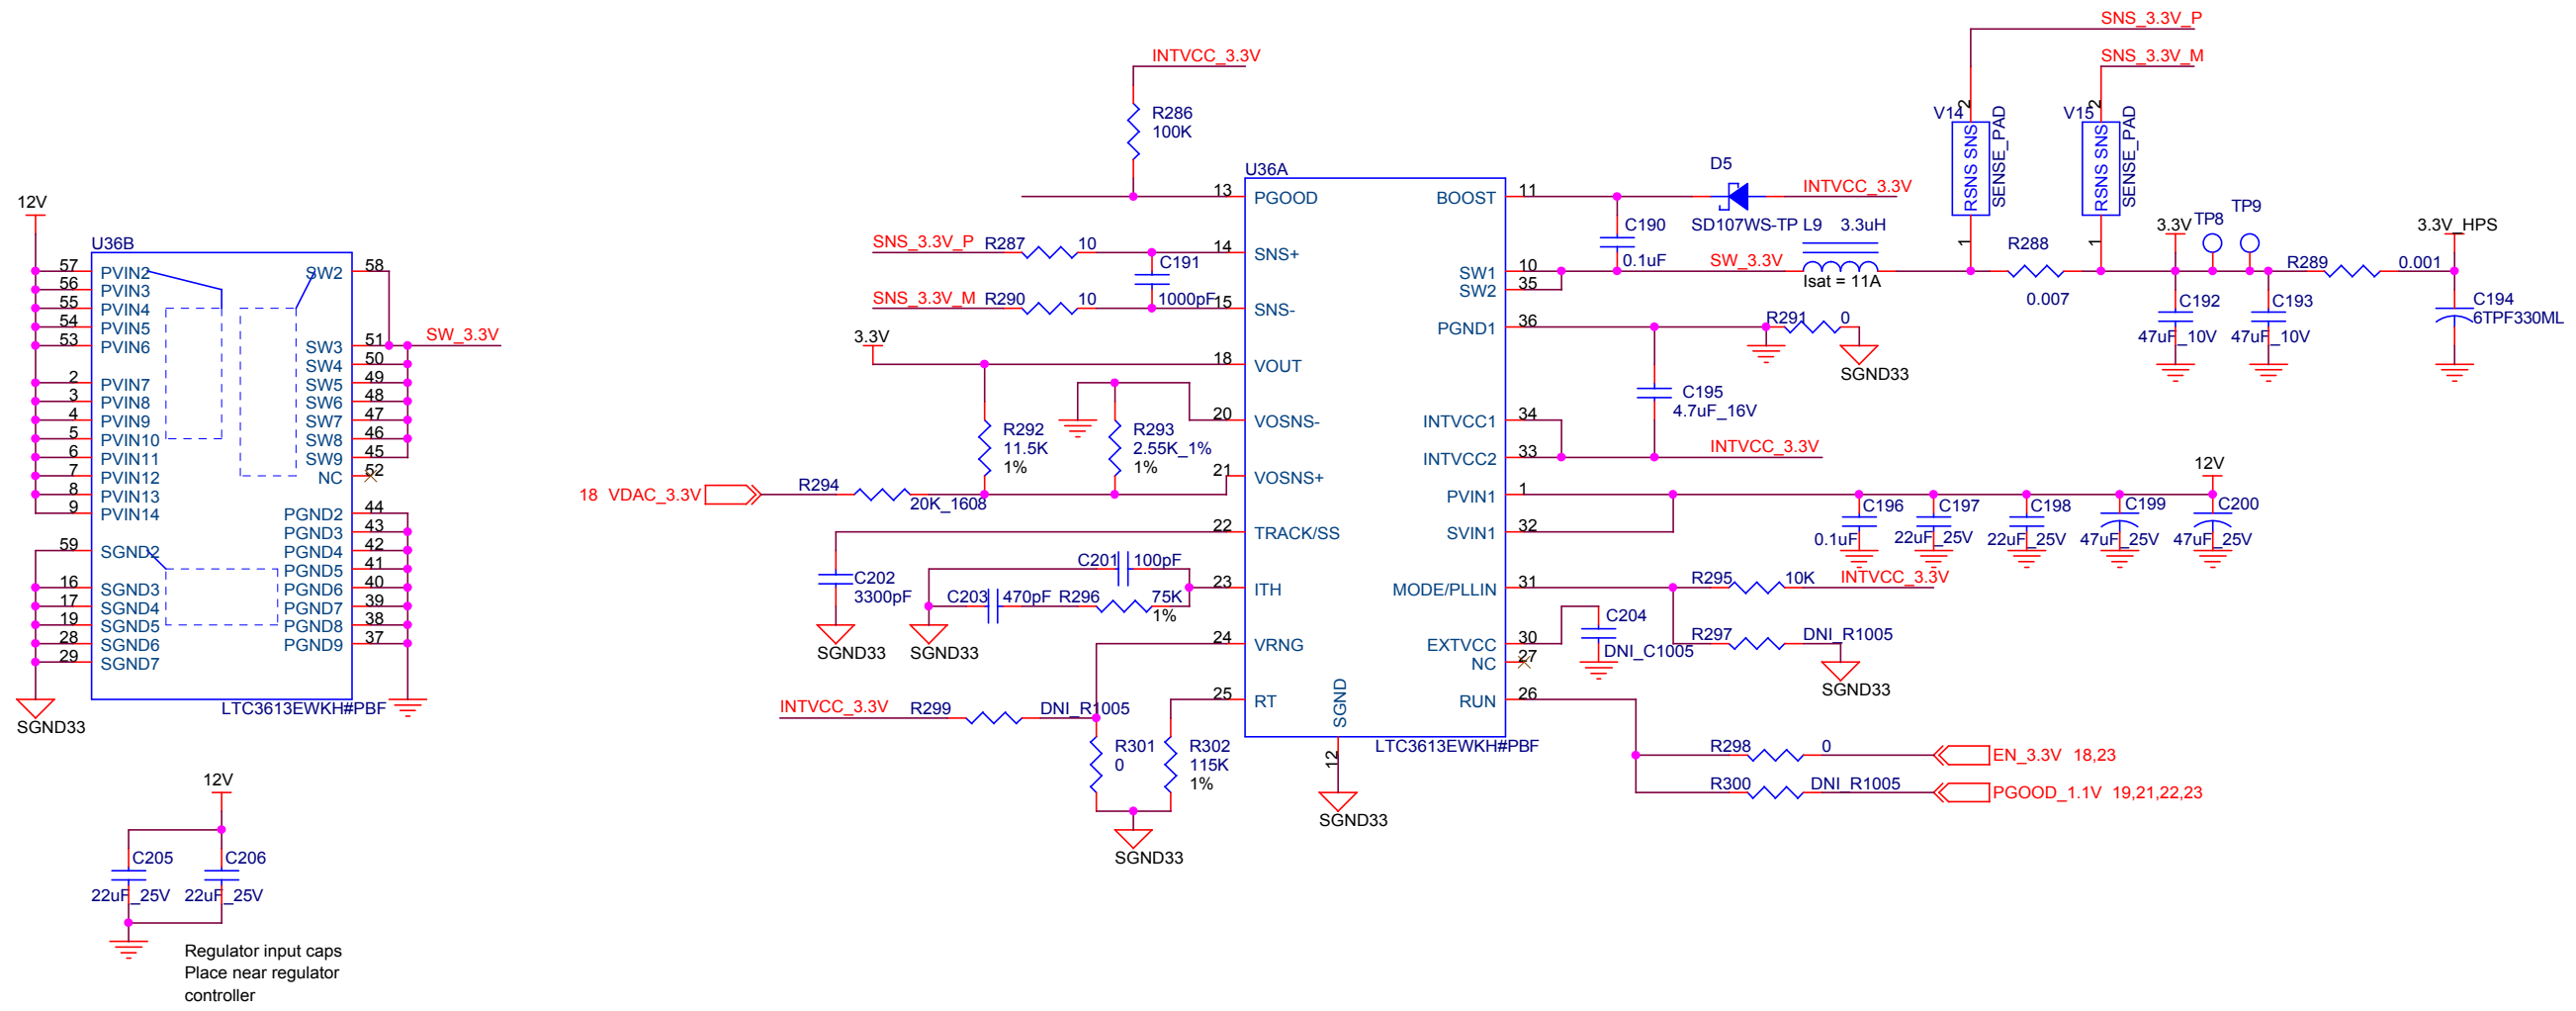 SNS_3.3V_P
SNS_3.3V_M
INTVCC_3.3V
R286
100K
V14
2
RSNS SNS
SENSE_PAD
1
V15
2
RSNS SNS
SENSE_PAD
1
U36A
13 PGOOD
BOOST 11
D5
SD107WS-TP
INTVCC_3.3V
C190
0.1uF
L9 3.3uH
Isat = 11A
SW_3.3V
R288
0.007
3.3V
TP8
TP9
R289
0.001
3.3V_HPS
C192
47uF_10V
C193
47uF_10V
C194
6TPF330ML
SNS_3.3V_P R287 10
14 SNS+
C191
1000pF
SNS_3.3V_M R290 10
15 SNS-
SW1 10
SW2 35
PGND1 36
R291 0
SGND33
3.3V
18 VOUT
20 VOSNS-
R292
11.5K
1%
R293
2.55K_1%
1%
21 VOSNS+
18 VDAC_3.3V
R294
20K_1608
C195
4.7uF_16V
INTVCC1 34
INTVCC2 33
INTVCC_3.3V
12V
PVIN1 1
SVIN1 32
C196
0.1uF
C197
22uF_25V
C198
22uF_25V
C199
47uF_25V
C200
47uF_25V
22 TRACK/SS
C202
3300pF
SGND33
C201 100pF
C203 470pF R296 75K
1%
SGND33
23 ITH
MODE/PLLIN 31
R295 10K INTVCC_3.3V
R297 DNI_R1005
SGND33
C204
DNI_C1005
EXTVCC 30
NC 27
24 VRNG
25 RT
RUN 26
INTVCC_3.3V R299 DNI_R1005
R301
0
R302
115K
1%
SGND33
SGND
12
SGND33
LTC3613EWKH#PBF
R298 0 EN_3.3V 18,23
R300 DNI_R1005 PGOOD_1.1V 19,21,22,23
12V
U36B
57 PVIN2
56 PVIN3
55 PVIN4
54 PVIN5
53 PVIN6
2 PVIN7
3 PVIN8
4 PVIN9
5 PVIN10
6 PVIN11
7 PVIN12
8 PVIN13
9 PVIN14
59 SGND2
16 SGND3
17 SGND4
19 SGND5
28 SGND6
29 SGND7
SGND33
SW2 58
SW3 51
SW_3.3V
SW4 50
SW5 49
SW6 48
SW7 47
SW8 46
SW9 45
NC 52
PGND2 44
PGND3 43
PGND4 42
PGND5 41
PGND6 40
PGND7 39
PGND8 38
PGND9 37
LTC3613EWKH#PBF
12V
C205
22uF_25V
C206
22uF_25V
Regulator input caps
Place near regulator
controller